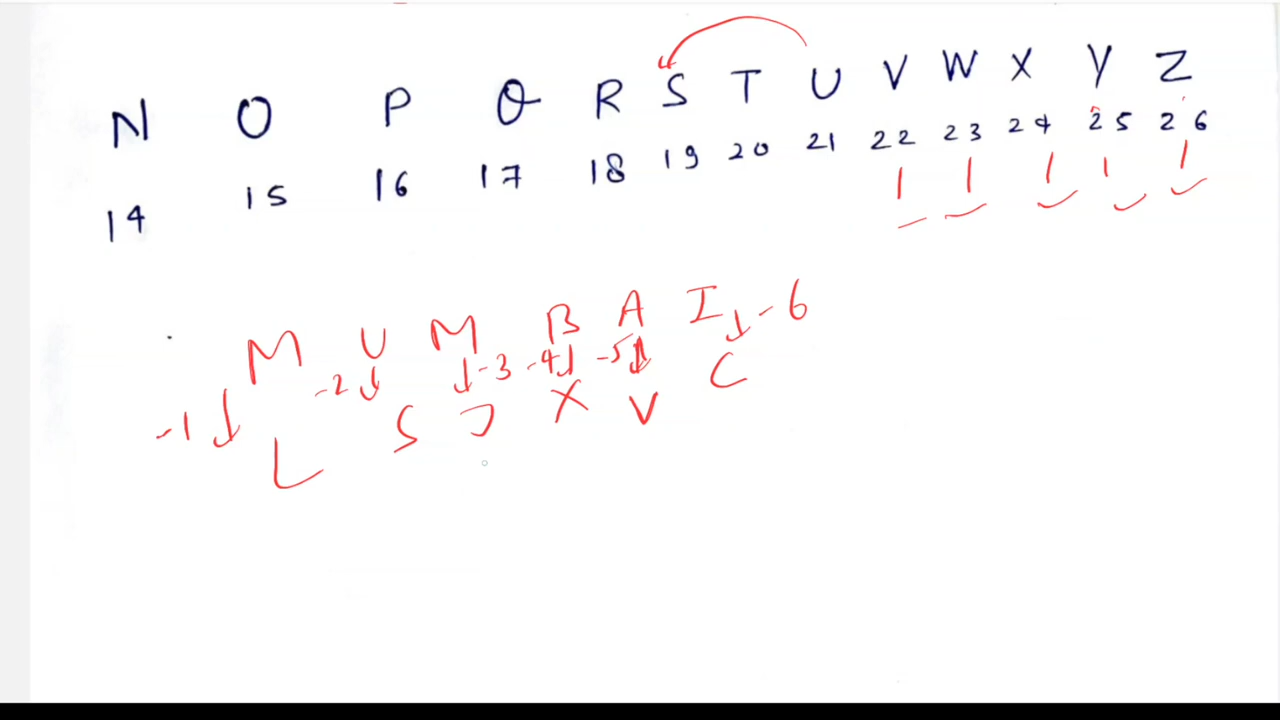 N O P Q R S T U V W X Y Z
14 15 16 17 18 19 20 21 22 23 24 25 26
M U M B A I
-1 -2 -3 -4 -5 -6
L S J X V C